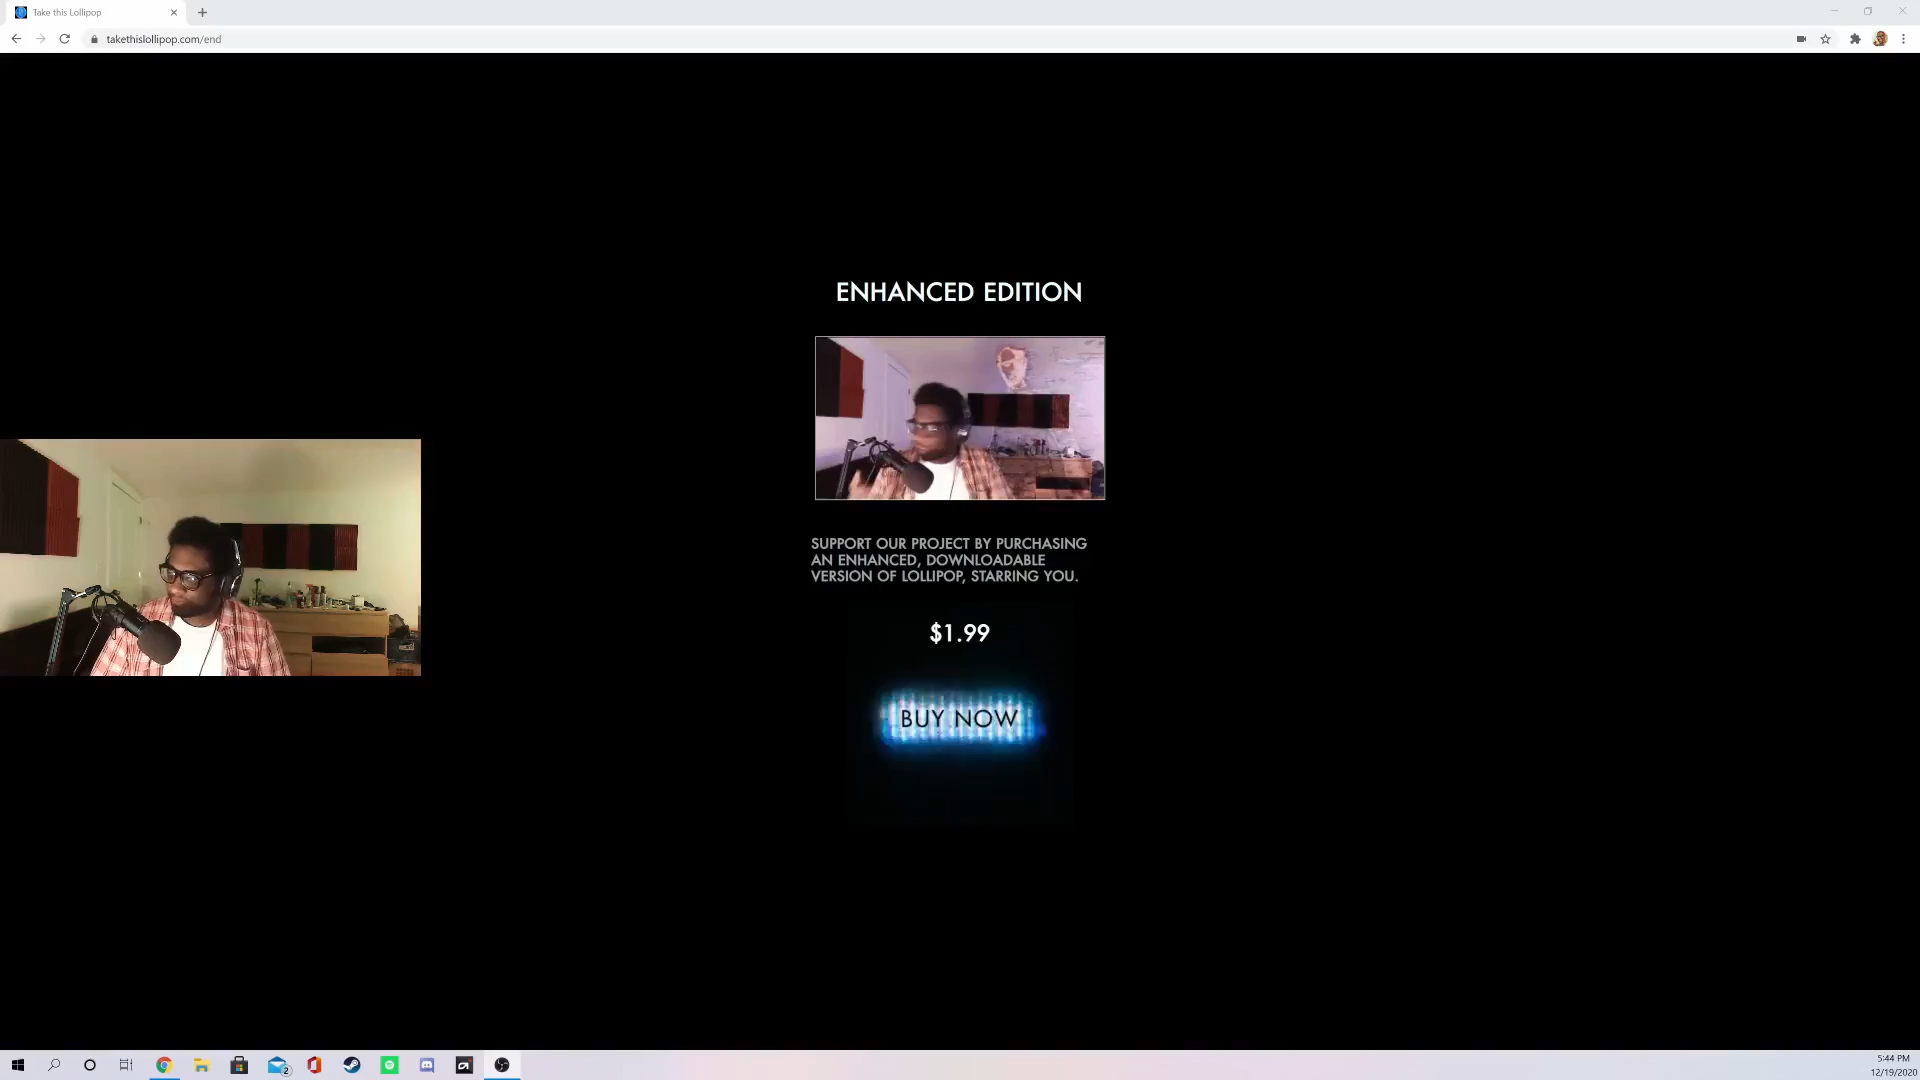 Take this Lollipop
takethislollipop.com/end
ENHANCED EDITION
SUPPORT OUR PROJECT BY PURCHASING
AN ENHANCED, DOWNLOADABLE
VERSION OF LOLLIPOP, STARRING YOU.
$1.99
BUY NOW
2
5:44 PM
12/19/2020